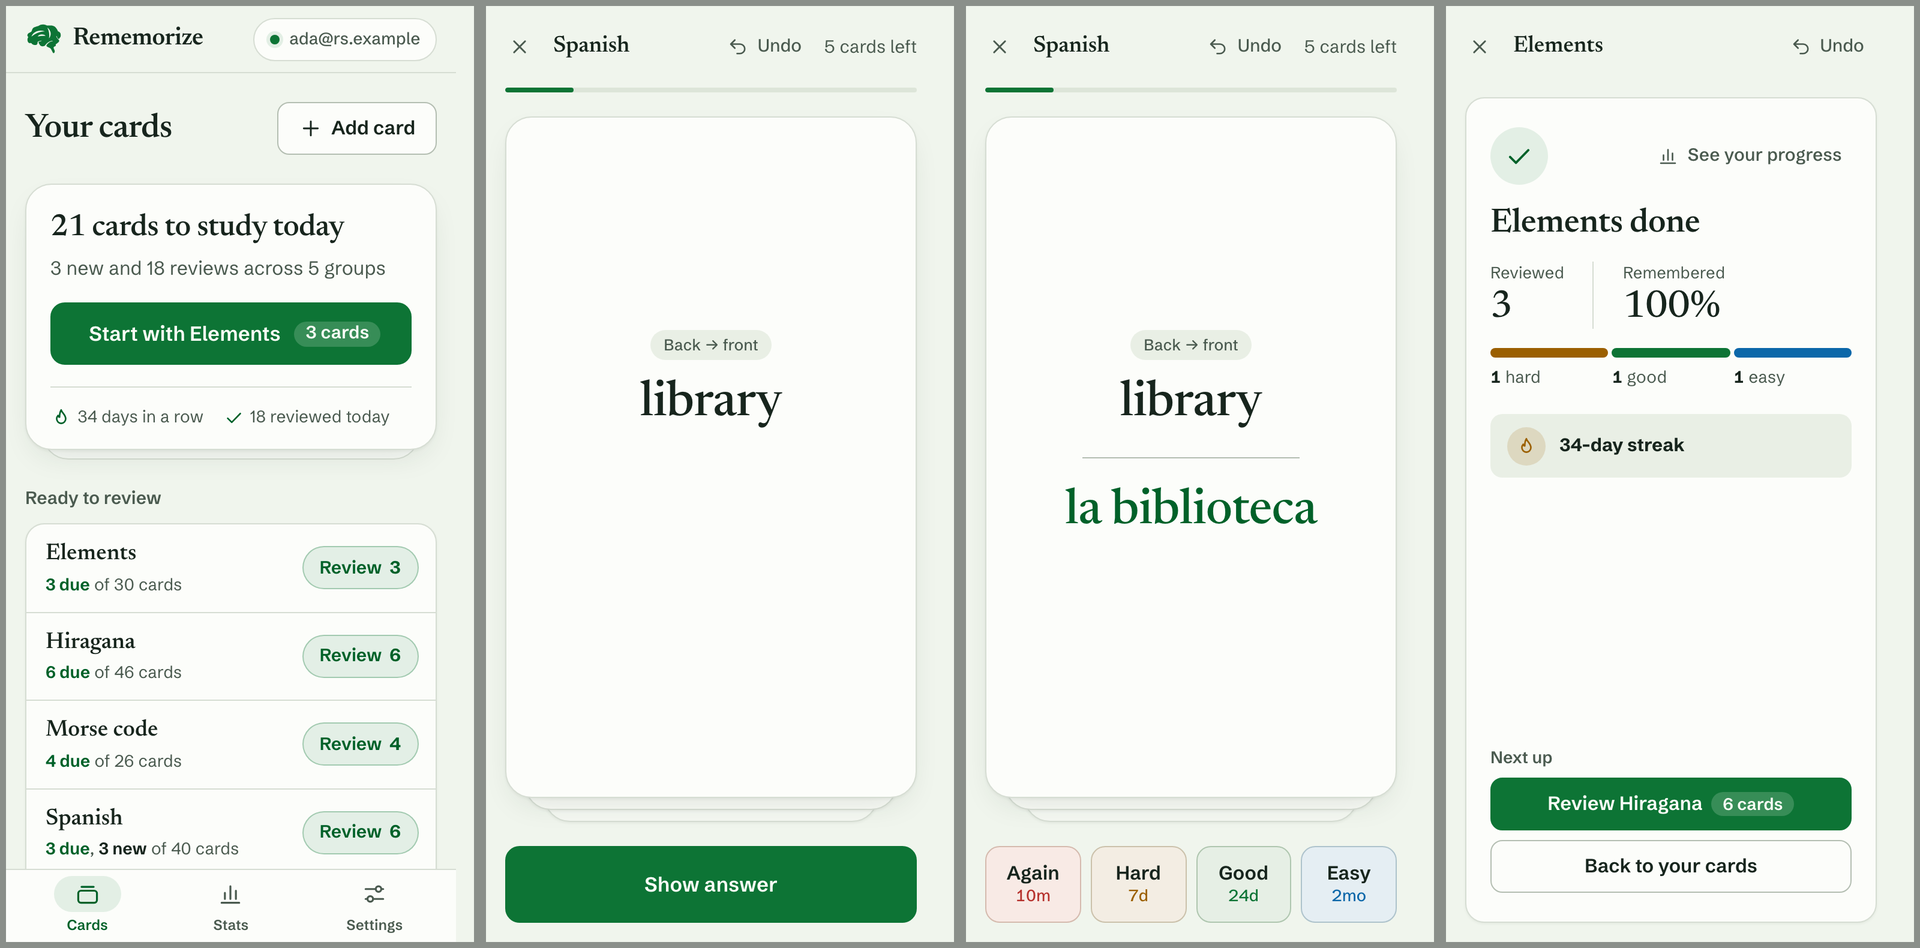 Rememorize
ada@rs.example
Your cards
Add card
21 cards to study today
3 new and 18 reviews across 5 groups
Start with Elements 3 cards
34 days in a row
18 reviewed today
Ready to review
Elements
3 due of 30 cards
Review 3
Hiragana
6 due of 46 cards
Review 6
Morse code
4 due of 26 cards
Review 4
Spanish
3 due, 3 new of 40 cards
Review 6
Cards
Stats
Settings
Spanish
Undo
5 cards left
Back → front
library
Show answer
Spanish
Undo
5 cards left
Back → front
library
la biblioteca
Again
10m
Hard
7d
Good
24d
Easy
2mo
Elements
Undo
See your progress
Elements done
Reviewed
3
Remembered
100%
1 hard
1 good
1 easy
34-day streak
Next up
Review Hiragana 6 cards
Back to your cards